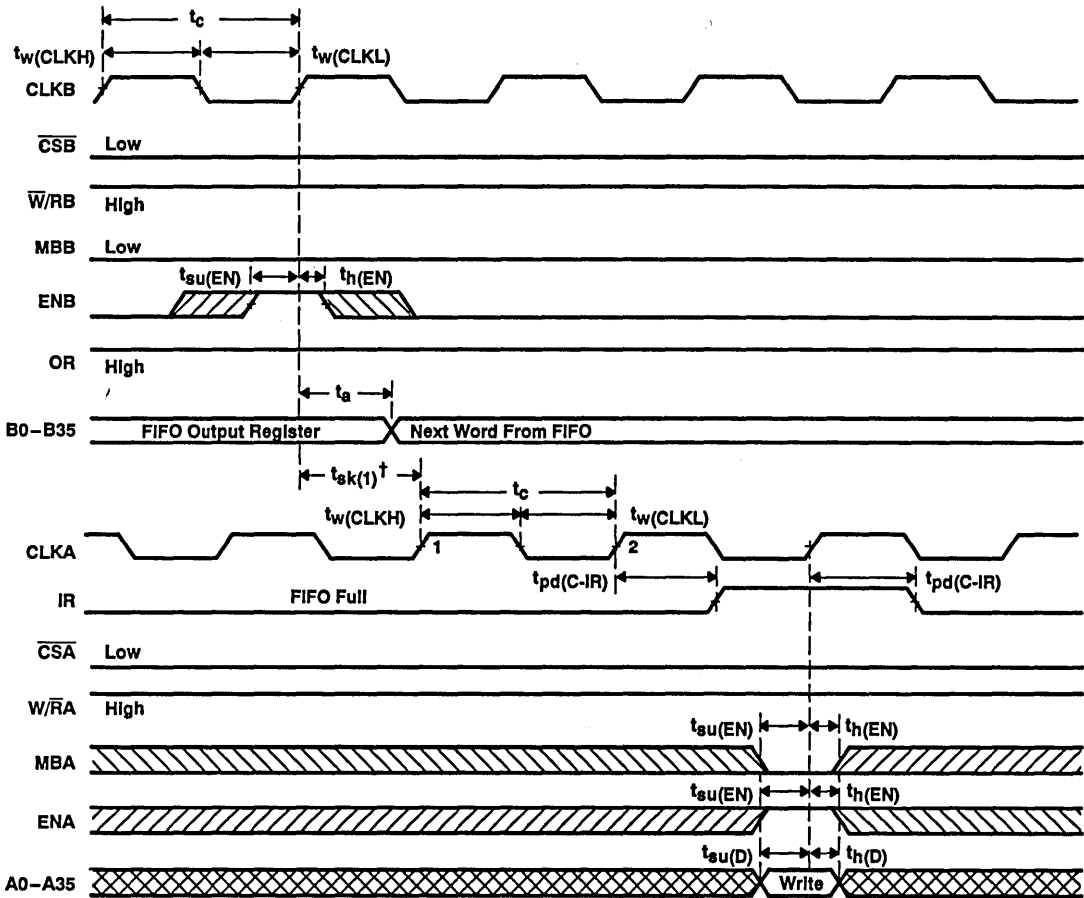 tc
tw(CLKH) tw(CLKL)
CLKB
CSB Low
W/RB High
MBB Low
tsu(EN) th(EN)
ENB
OR High
ta
B0–B35 FIFO Output Register Next Word From FIFO
tsk(1)†
tc
tw(CLKH) tw(CLKL)
CLKA 1 2
tpd(C-IR) tpd(C-IR)
IR FIFO Full
CSA Low
W/RA High
tsu(EN) th(EN)
MBA
tsu(EN) th(EN)
ENA
tsu(D) th(D)
A0–A35 Write